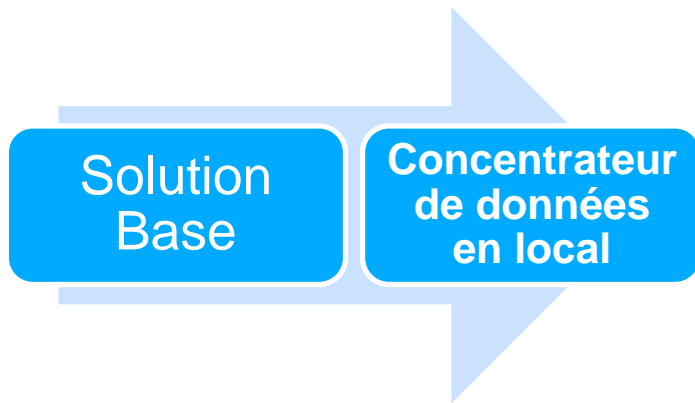 Solution
Base
Concentrateur
de données
en local